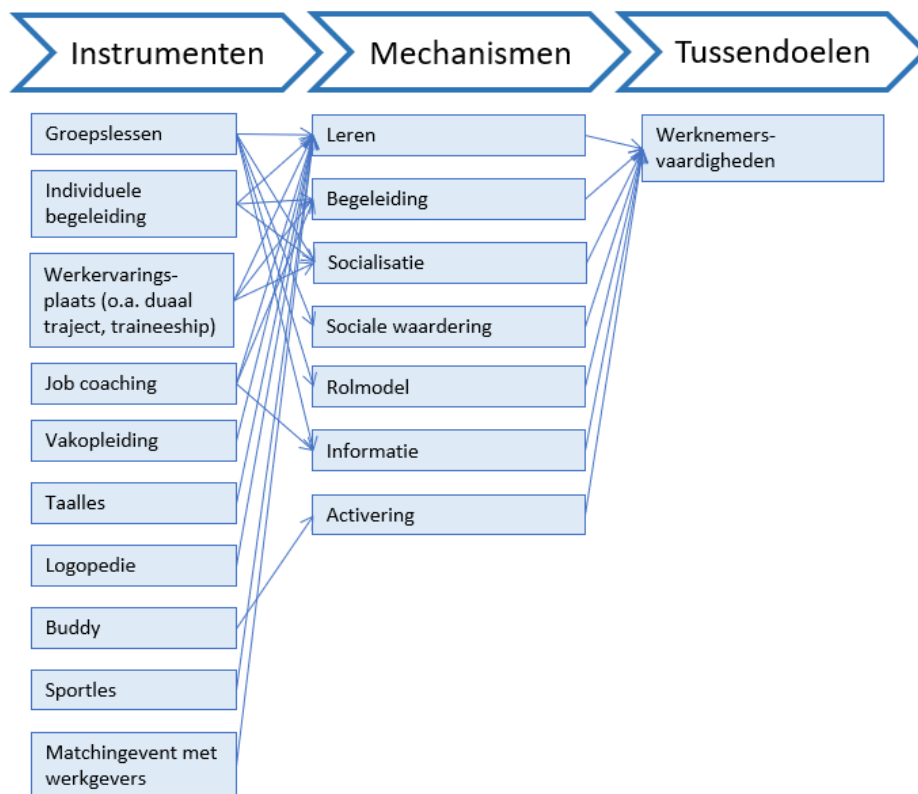 Instrumenten
Mechanismen
Tussendoelen
Groepslessen
Individuele
begeleiding
Werkervarings-
plaats (o.a. duaal
traject, traineeship)
Job coaching
Vakopleiding
Taalles
Logopedie
Buddy
Sportles
Matchingevent met
werkgevers
Leren
Begeleiding
Socialisatie
Sociale waardering
Rolmodel
Informatie
Activering
Werknemers-
vaardigheden